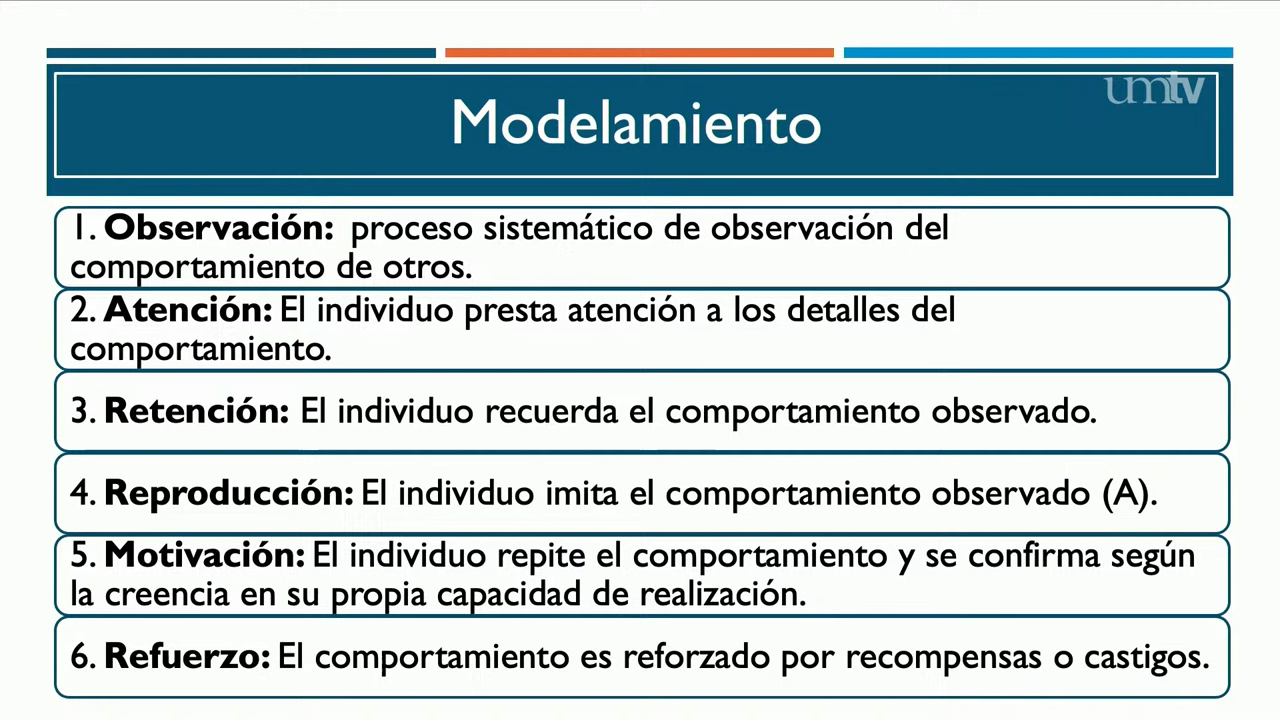 umtv
Modelamiento
1. Observación: proceso sistemático de observación del
comportamiento de otros.
2. Atención: El individuo presta atención a los detalles del
comportamiento.
3. Retención: El individuo recuerda el comportamiento observado.
4. Reproducción: El individuo imita el comportamiento observado (A).
5. Motivación: El individuo repite el comportamiento y se confirma según
la creencia en su propia capacidad de realización.
6. Refuerzo: El comportamiento es reforzado por recompensas o castigos.